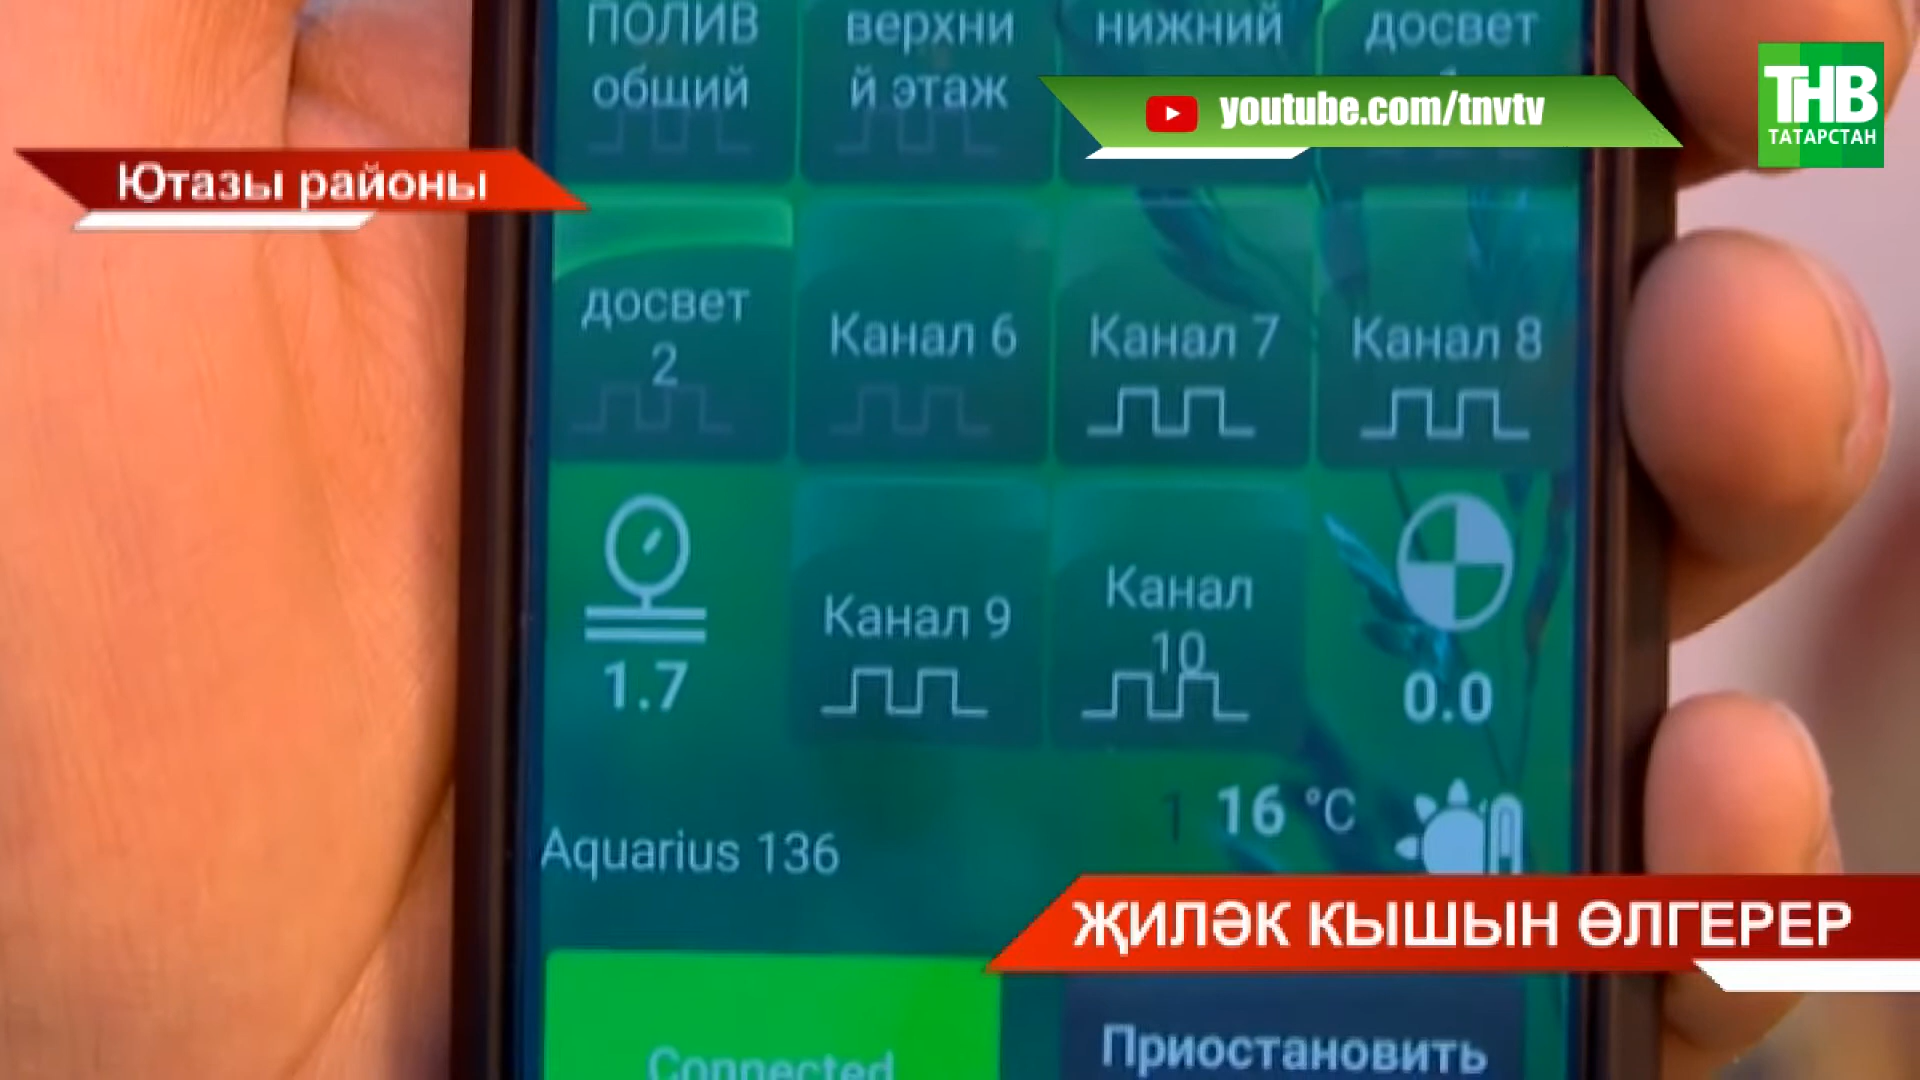 ПОЛИВ
общий
верхни
й этаж
нижний
досвет
youtube.com/tnvtv
ТНВ
ТАТАРСТАН
Ютазы районы
досвет
2
Канал 6
Канал 7
Канал 8
1.7
Канал 9
Канал
10
0.0
1 16 °C
Aquarius 136
ҖИЛӘК КЫШЫН ӨЛГЕРЕР
Connected
Приостановить